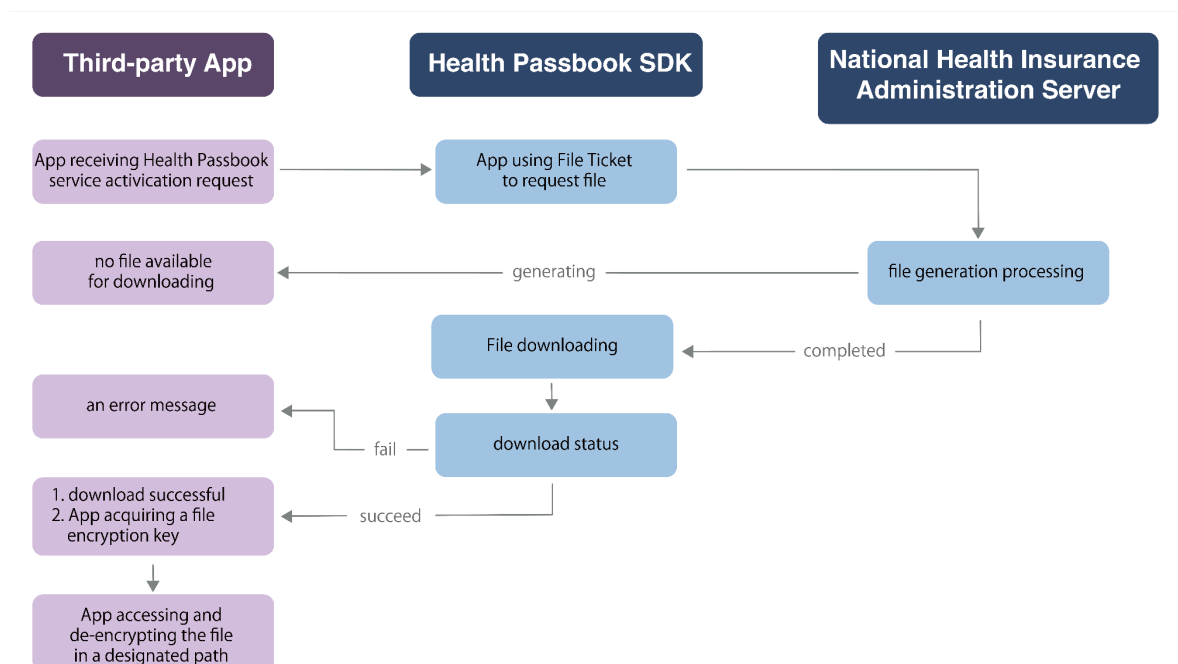 Third-party App
Health Passbook SDK
National Health Insurance
Administration Server
App receiving Health Passbook
service activication request
App using File Ticket
to request file
no file available
for downloading
generating
file generation processing
File downloading
completed
an error message
fail
download status
1. download successful
2. App acquiring a file
encryption key
succeed
App accessing and
de-encrypting the file
in a designated path